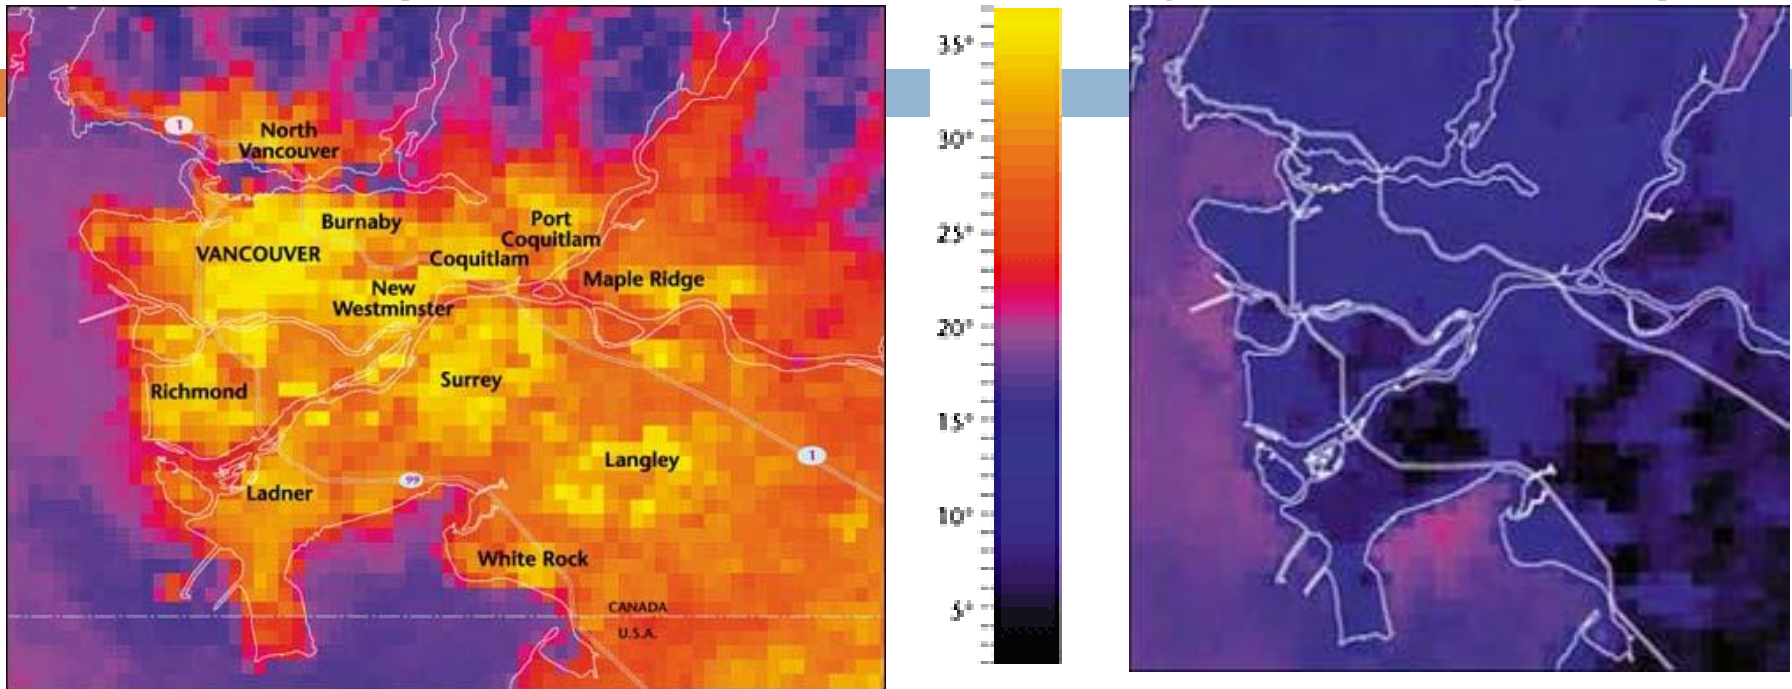 1
North
Vancouver
Burnaby
Port
Coquitlam
VANCOUVER
Coquitlam
Maple Ridge
New
Westminster
Richmond
Surrey
Langley
1
99
Ladner
White Rock
CANADA
U.S.A.
35°
30°
25°
20°
15°
10°
5°